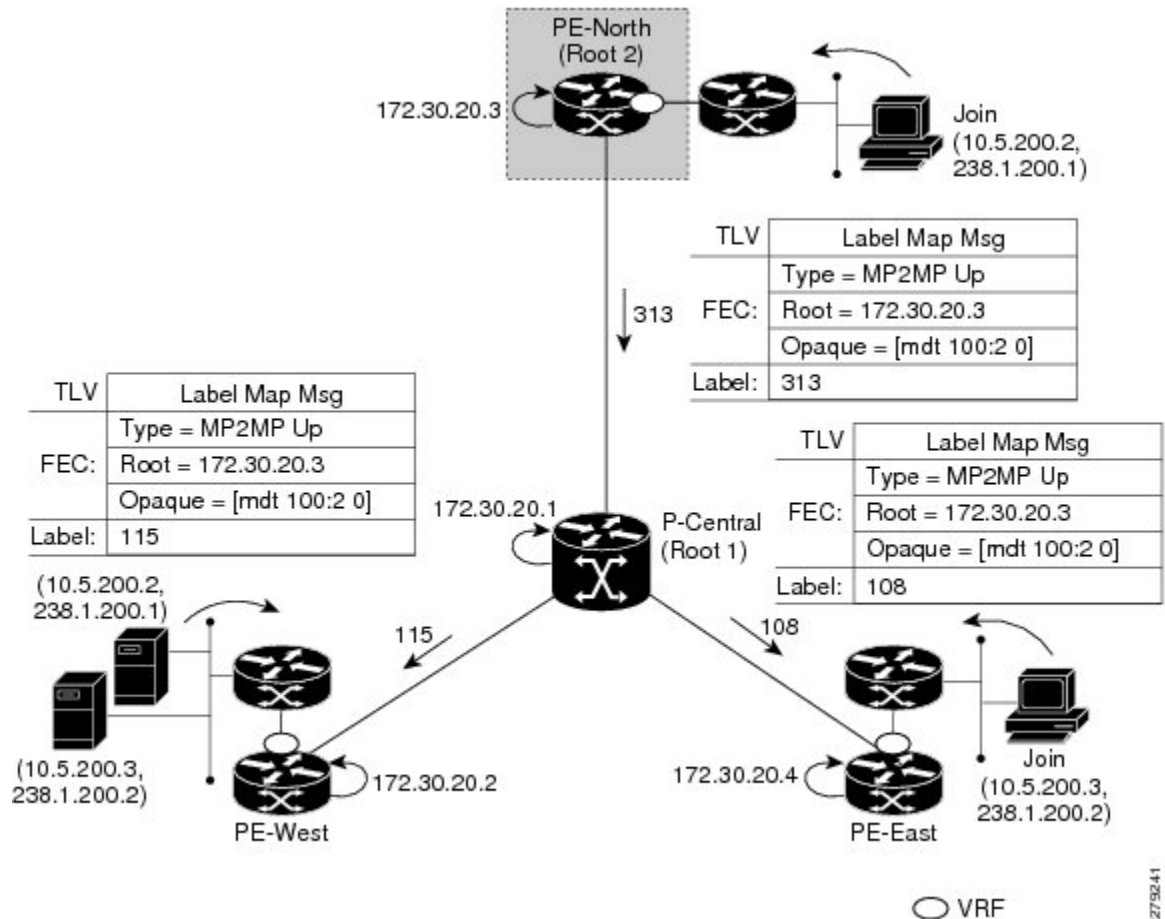 PE-North
(Root 2)
172.30.20.3
Join
(10.5.200.2,
238.1.200.1)
TLV
Label Map Msg
Type = MP2MP Up
FEC:
Root = 172.30.20.3
Opaque = [mdt 100:2 0]
Label:
313
313
TLV
Label Map Msg
Type = MP2MP Up
FEC:
Root = 172.30.20.3
Opaque = [mdt 100:2 0]
Label:
115
TLV
Label Map Msg
Type = MP2MP Up
FEC:
Root = 172.30.20.3
Opaque = [mdt 100:2 0]
Label:
108
172.30.20.1
P-Central
(Root 1)
(10.5.200.2,
238.1.200.1)
115
108
(10.5.200.3,
238.1.200.2)
172.30.20.2
PE-West
172.30.20.4
PE-East
Join
(10.5.200.3,
238.1.200.2)
VRF
279241